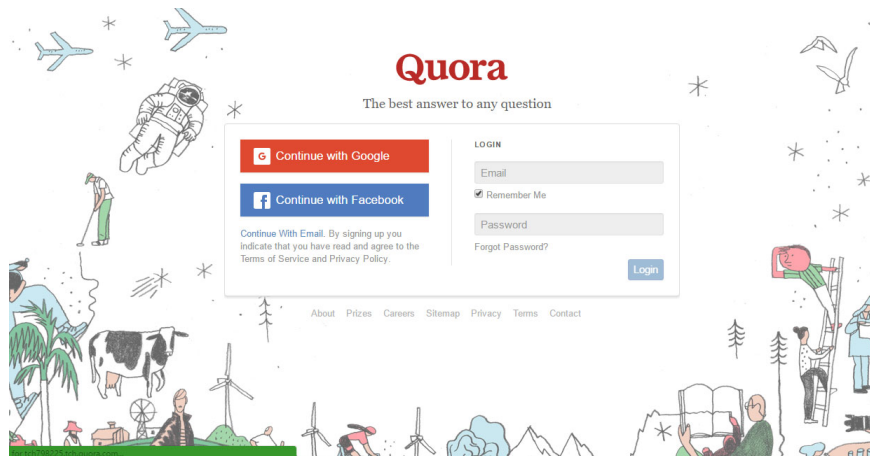 Quora
The best answer to any question
G Continue with Google
f Continue with Facebook
Continue With Email. By signing up you
indicate that you have read and agree to the
Terms of Service and Privacy Policy.
LOGIN
Email
Remember Me
Password
Forgot Password?
Login
About Prizes Careers Sitemap Privacy Terms Contact